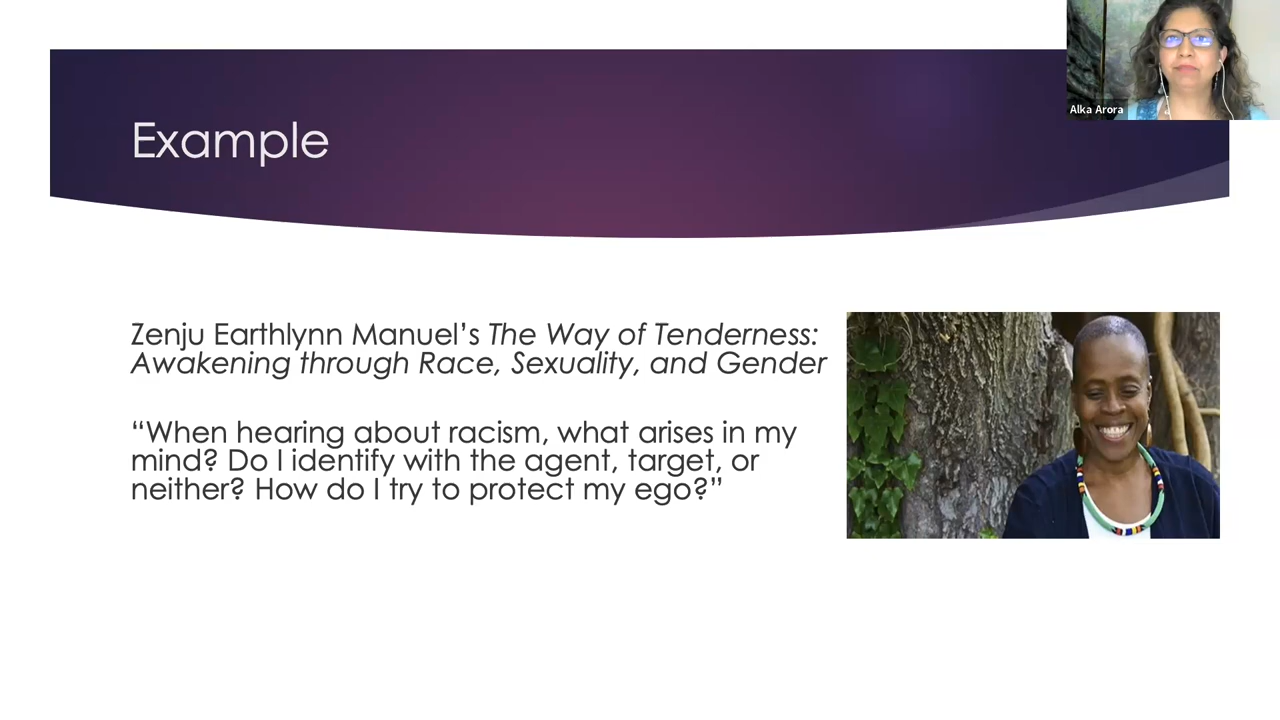 Alka Arora
Example
Zenju Earthlynn Manuel’s The Way of Tenderness:
Awakening through Race, Sexuality, and Gender
“When hearing about racism, what arises in my
mind? Do I identify with the agent, target, or
neither? How do I try to protect my ego?”